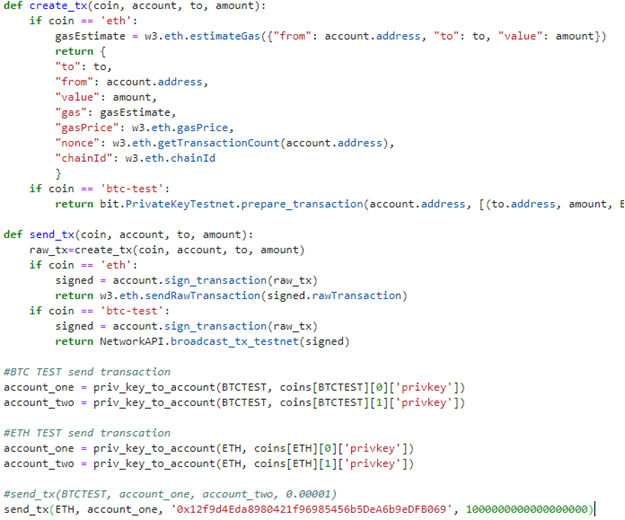 def create_tx(coin, account, to, amount):
    if coin == 'eth':
        gasEstimate = w3.eth.estimateGas({"from": account.address, "to": to, "value": amount})
        return {
        "to": to,
        "from": account.address,
        "value": amount,
        "gas": gasEstimate,
        "gasPrice": w3.eth.gasPrice,
        "nonce": w3.eth.getTransactionCount(account.address),
        "chainId": w3.eth.chainId
        }
    if coin == 'btc-test':
        return bit.PrivateKeyTestnet.prepare_transaction(account.address, [(to.address, amount,
def send_tx(coin, account, to, amount):
    raw_tx=create_tx(coin, account, to, amount)
    if coin == 'eth':
        signed = account.sign_transaction(raw_tx)
        return w3.eth.sendRawTransaction(signed.rawTransaction)
    if coin == 'btc-test':
        signed = account.sign_transaction(raw_tx)
        return NetworkAPI.broadcast_tx_testnet(signed)
#BTC TEST send transaction
account_one = priv_key_to_account(BTCTEST, coins[BTCTEST][0]['privkey'])
account_two = priv_key_to_account(BTCTEST, coins[BTCTEST][1]['privkey'])
#ETH TEST send transcation
account_one = priv_key_to_account(ETH, coins[ETH][0]['privkey'])
account_two = priv_key_to_account(ETH, coins[ETH][1]['privkey'])
#send_tx(BTCTEST, account_one, account_two, 0.00001)
send_tx(ETH, account_one, '0x12f9d4Eda8980421f96985456b5DeA6b9eDFB069', 1000000000000000000)